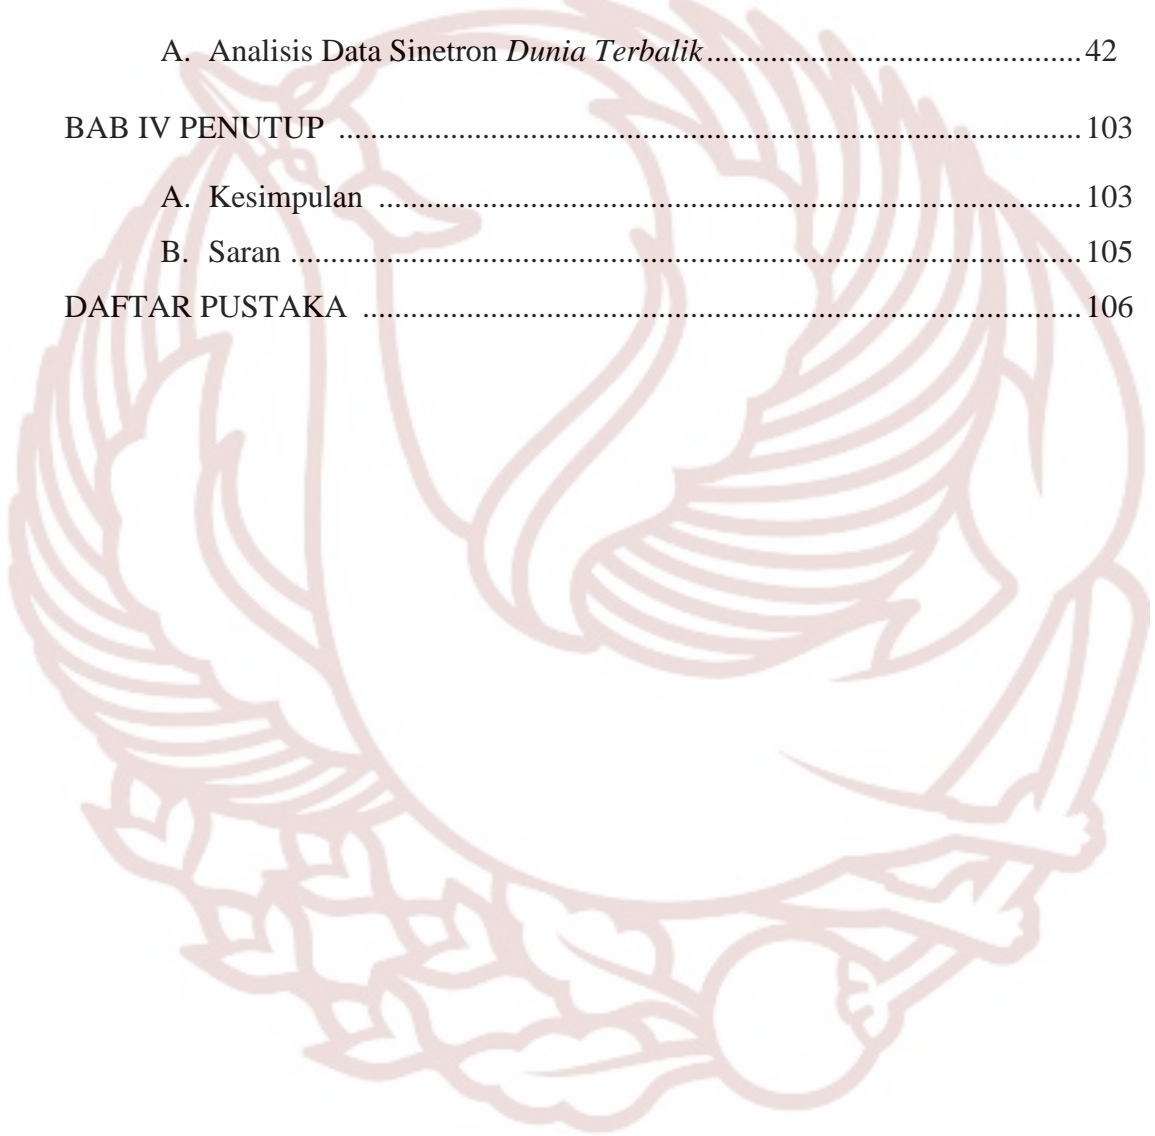 A. Analisis Data Sinetron Dunia Terbalik...............................................42
BAB IV PENUTUP .............................................................................................103
A. Kesimpulan ........................................................................................103
B. Saran ...................................................................................................105
DAFTAR PUSTAKA ..........................................................................................106